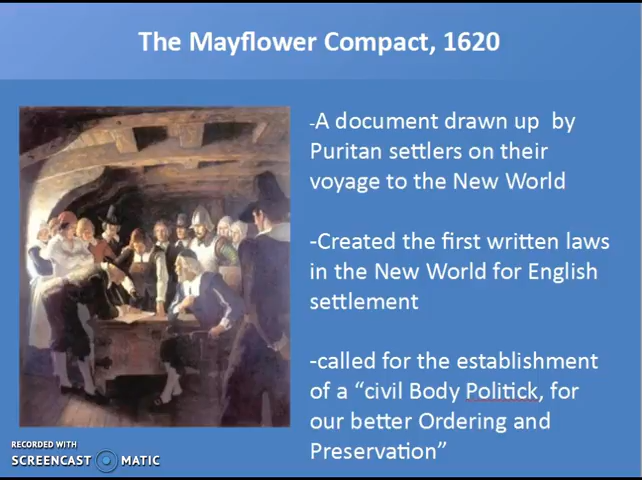 The Mayflower Compact, 1620
-A document drawn up by
Puritan settlers on their
voyage to the New World
-Created the first written laws
in the New World for English
settlement
-called for the establishment
of a “civil Body Politick, for
our better Ordering and
Preservation”
RECORDED WITH
SCREENCAST MATIC